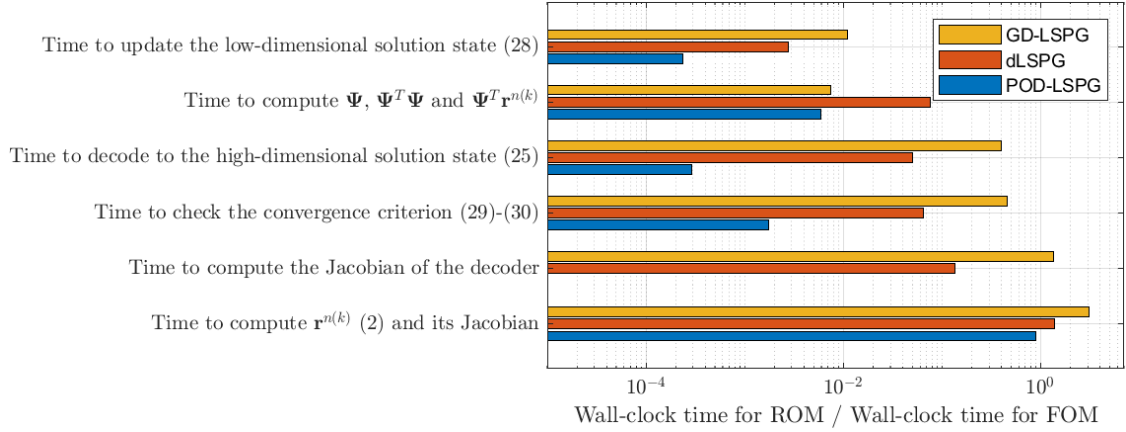 Time to update the low-dimensional solution state (28)
Time to compute Ψ, Ψ^T Ψ and Ψ^T r^{n(k)}
Time to decode to the high-dimensional solution state (25)
Time to check the convergence criterion (29)-(30)
Time to compute the Jacobian of the decoder
Time to compute r^{n(k)} (2) and its Jacobian
GD-LSPG
dLSPG
POD-LSPG
10^{-4}
10^{-2}
10^{0}
Wall-clock time for ROM / Wall-clock time for FOM